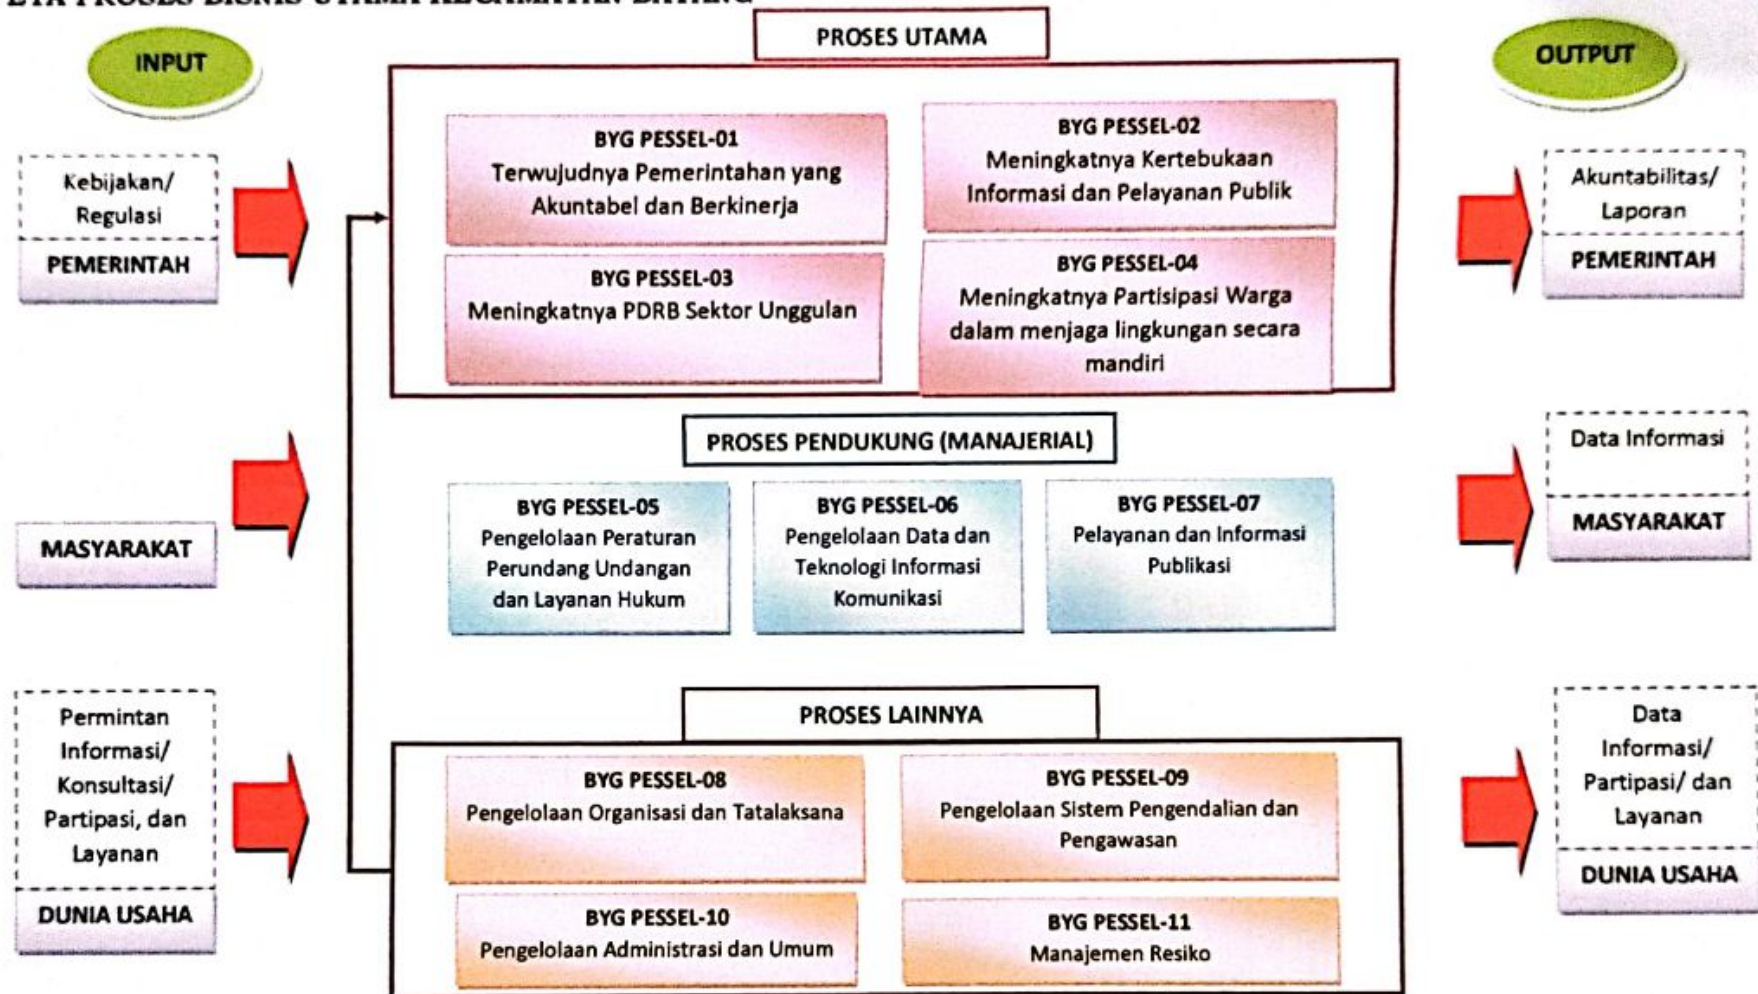 PROSES BISNIS UTAMA KECAMATAN
PROSES UTAMA
INPUT
OUTPUT
Kebijakan/
Regulasi
PEMERINTAH
BYG PESSEL-01
Terwujudnya Pemerintahan yang
Akuntabel dan Berkinerja
BYG PESSEL-02
Meningkatnya Kertebukaan
Informasi dan Pelayanan Publik
BYG PESSEL-03
Meningkatnya PDRB Sektor Unggulan
BYG PESSEL-04
Meningkatnya Partisipasi Warga
dalam menjaga lingkungan secara
mandiri
Akuntabilitas/
Laporan
PEMERINTAH
MASYARAKAT
PROSES PENDUKUNG (MANAJERIAL)
BYG PESSEL-05
Pengelolaan Peraturan
Perundang Undangan
dan Layanan Hukum
BYG PESSEL-06
Pengelolaan Data dan
Teknologi Informasi
Komunikasi
BYG PESSEL-07
Pelayanan dan Informasi
Publikasi
Data Informasi
MASYARAKAT
Permintan
Informasi/
Konsultasi/
Partipasi, dan
Layanan
DUNIA USAHA
PROSES LAINNYA
BYG PESSEL-08
Pengelolaan Organisasi dan Tatalaksana
BYG PESSEL-09
Pengelolaan Sistem Pengendalian dan
Pengawasan
BYG PESSEL-10
Pengelolaan Administrasi dan Umum
BYG PESSEL-11
Manajemen Resiko
Data
Informasi/
Partipasi/ dan
Layanan
DUNIA USAHA